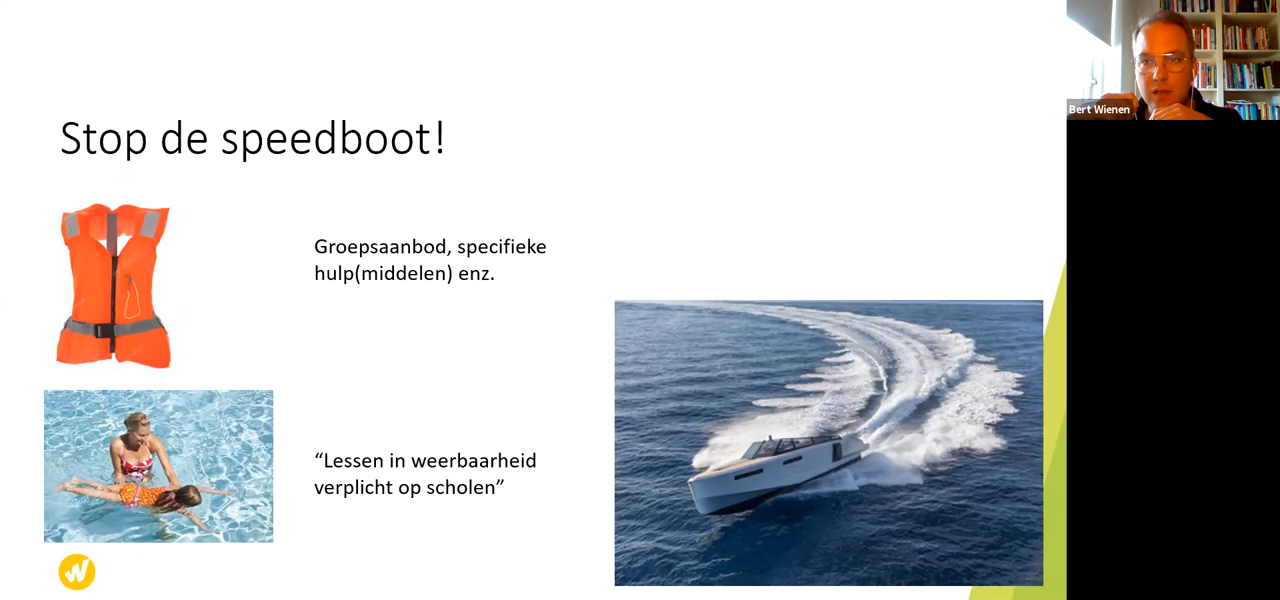 Stop de speedboot!
Groepsaanbod, specifieke
hulp(middelen) enz.
“Lessen in weerbaarheid
verplicht op scholen”
Bert Wienen